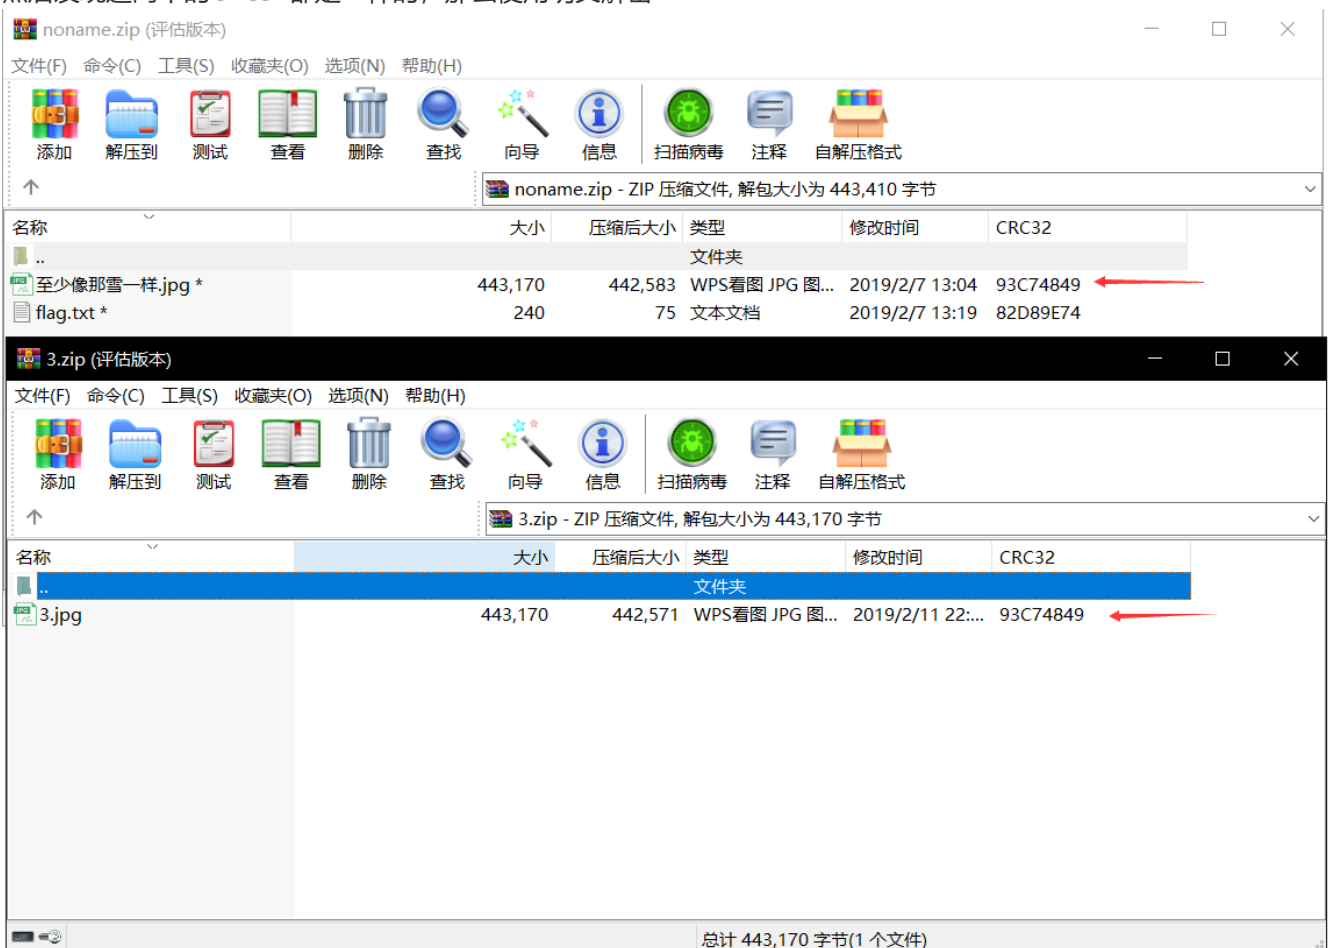 noname.zip (评估版本)
文件(F) 命令(C) 工具(S) 收藏夹(O) 选项(N) 帮助(H)
添加 解压到 测试 查看 删除 查找 向导 信息 扫描病毒 注释 自解压格式
noname.zip - ZIP 压缩文件, 解包大小为 443,410 字节
名称 大小 压缩后大小 类型 修改时间 CRC32
.. 文件夹
至少像那雪一样.jpg * 443,170 442,583 WPS看图 JPG 图... 2019/2/7 13:04 93C74849
flag.txt * 240 75 文本文档 2019/2/7 13:19 82D89E74
3.zip (评估版本)
文件(F) 命令(C) 工具(S) 收藏夹(O) 选项(N) 帮助(H)
添加 解压到 测试 查看 删除 查找 向导 信息 扫描病毒 注释 自解压格式
3.zip - ZIP 压缩文件, 解包大小为 443,170 字节
名称 大小 压缩后大小 类型 修改时间 CRC32
.. 文件夹
3.jpg 443,170 442,571 WPS看图 JPG 图... 2019/2/11 22:... 93C74849
总计 443,170 字节(1 个文件)